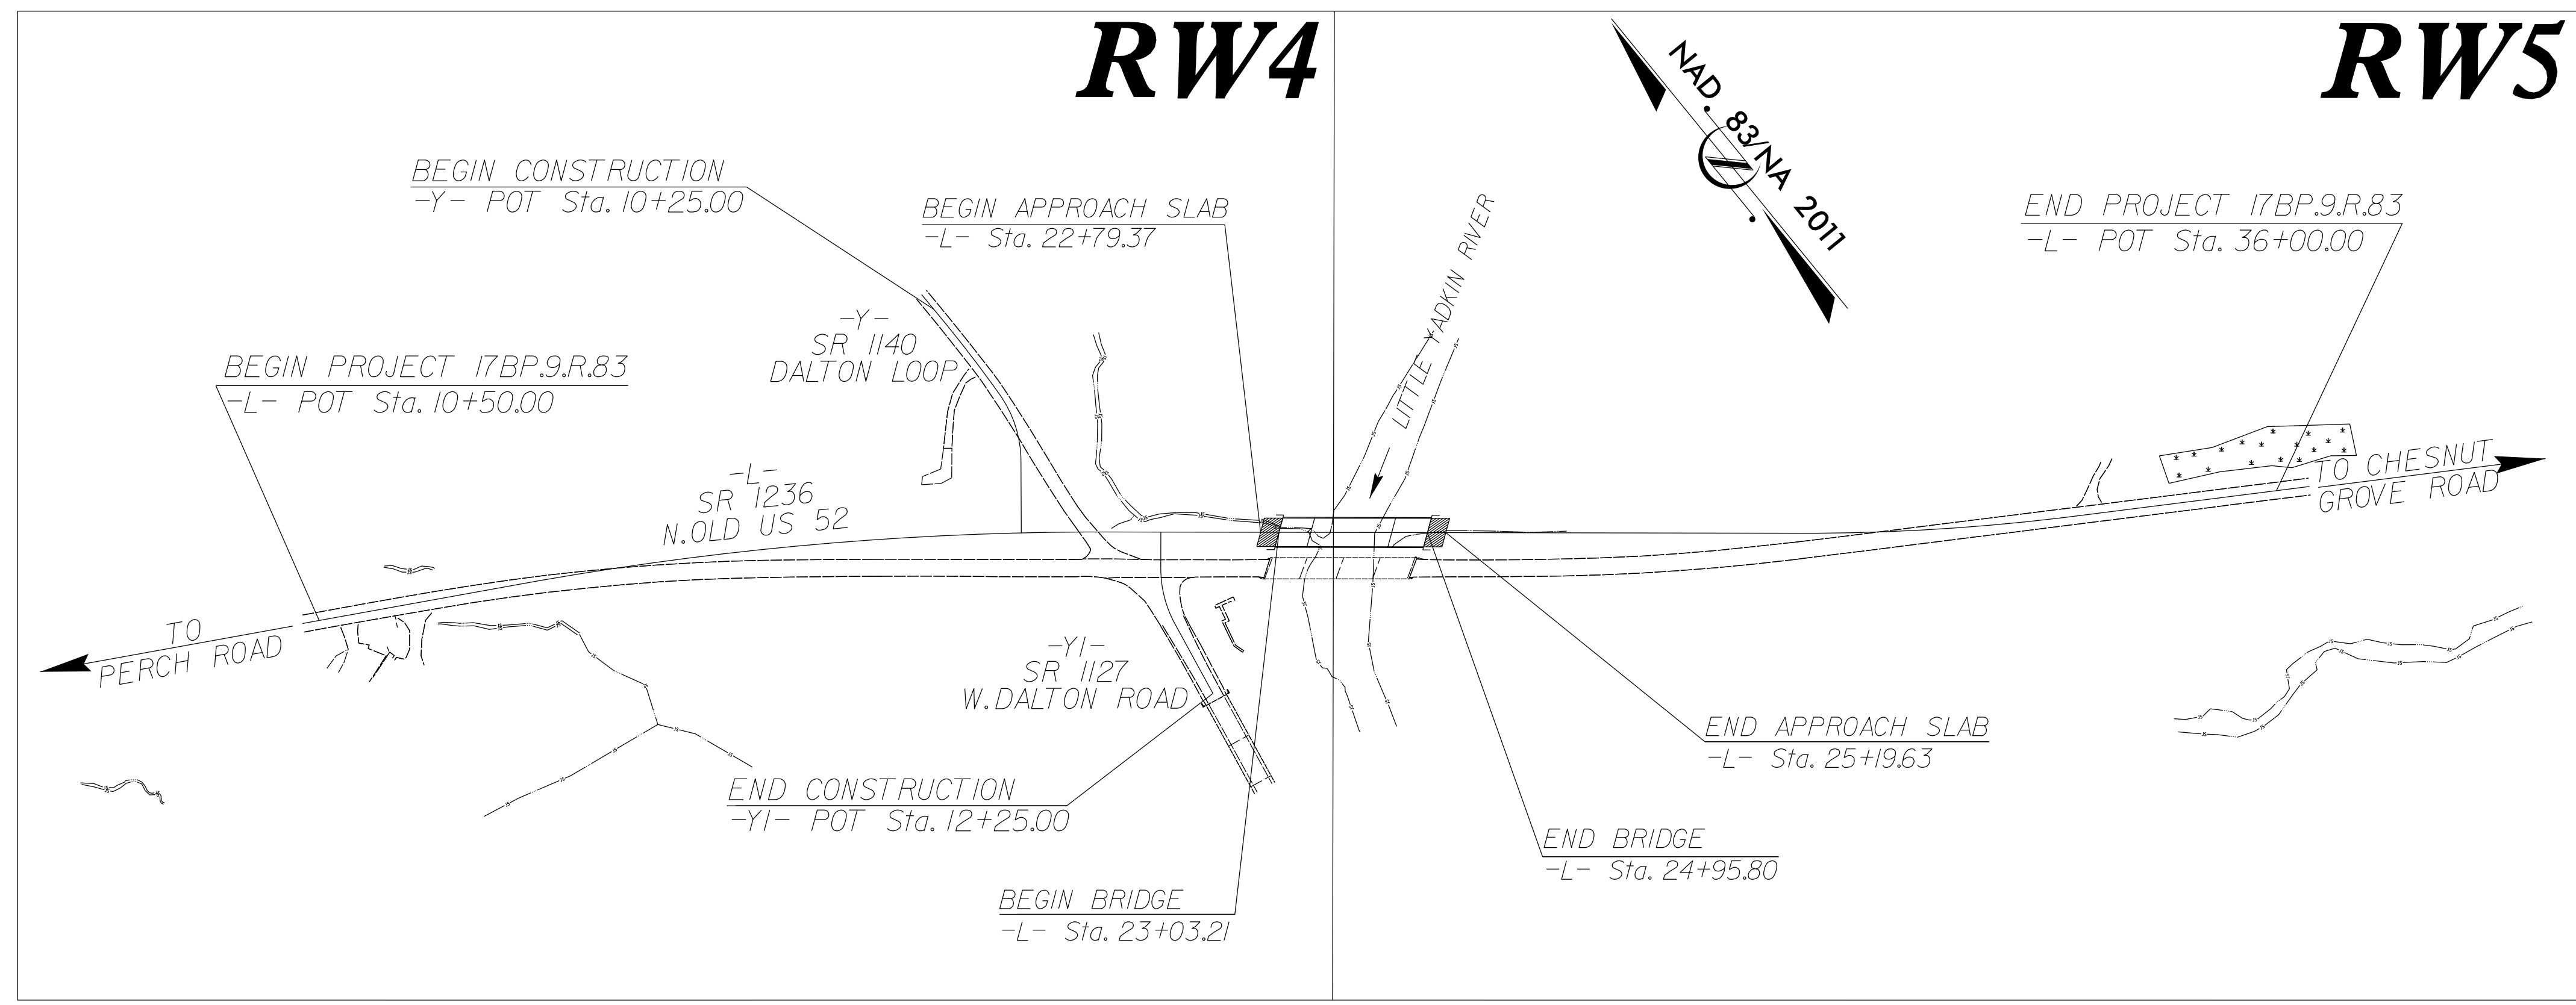 RW4
RW5
NAD. 83/NA 2011
BEGIN CONSTRUCTION
-Y- POT Sta. 10+25.00
BEGIN APPROACH SLAB
-L- Sta. 22+79.37
LITTLE YADKIN RIVER
END PROJECT 17BP.9.R.83
-L- POT Sta. 36+00.00
-Y-
SR 1140
DALTON LOOP
BEGIN PROJECT 17BP.9.R.83
-L- POT Sta. 10+50.00
-L-
SR 1236
N.OLD US 52
TO CHESNUT
GROVE ROAD
TO
PERCH ROAD
-Y1-
SR 1127
W.DALTON ROAD
END APPROACH SLAB
-L- Sta. 25+19.63
END CONSTRUCTION
-Y1- POT Sta. 12+25.00
END BRIDGE
-L- Sta. 24+95.80
BEGIN BRIDGE
-L- Sta. 23+03.21